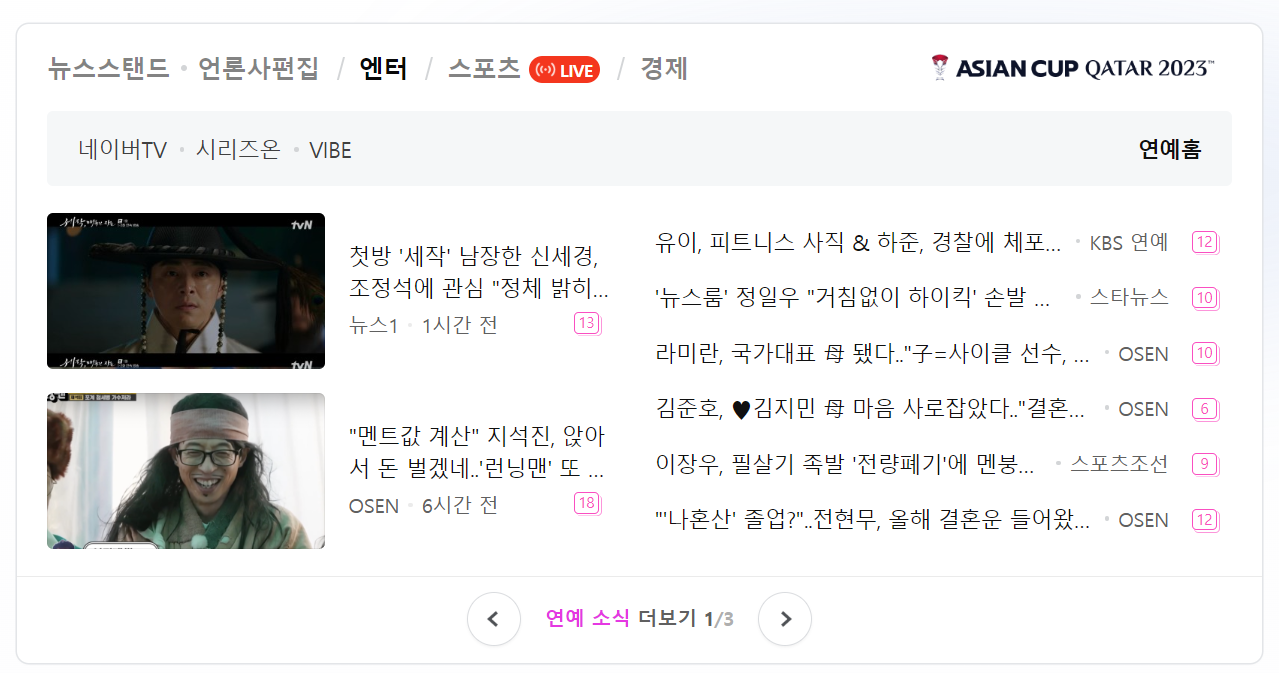 뉴스스탠드 · 언론사편집 / 엔터 / 스포츠 LIVE / 경제
ASIAN CUP QATAR 2023™
네이버TV · 시리즈온 · VIBE
연예홈
tvN
tvN
첫방 '세작' 남장한 신세경,
조정석에 관심 "정체 밝히...
뉴스1 · 1시간 전 13
"멘트값 계산" 지석진, 앉아
서 돈 벌겠네..'런닝맨' 또 ...
OSEN · 6시간 전 18
유이, 피트니스 사직 & 하준, 경찰에 체포... · KBS 연예 12
'뉴스룸' 정일우 "거침없이 하이킥' 손발 ... · 스타뉴스 10
라미란, 국가대표 母 됐다.."子=사이클 선수, ... · OSEN 10
김준호, ♥김지민 母 마음 사로잡았다.."결혼... · OSEN 6
이장우, 필살기 족발 '전량폐기'에 멘붕... · 스포츠조선 9
"'나혼산' 졸업?"..전현무, 올해 결혼운 들어왔... · OSEN 12
연예 소식 더보기 1/3